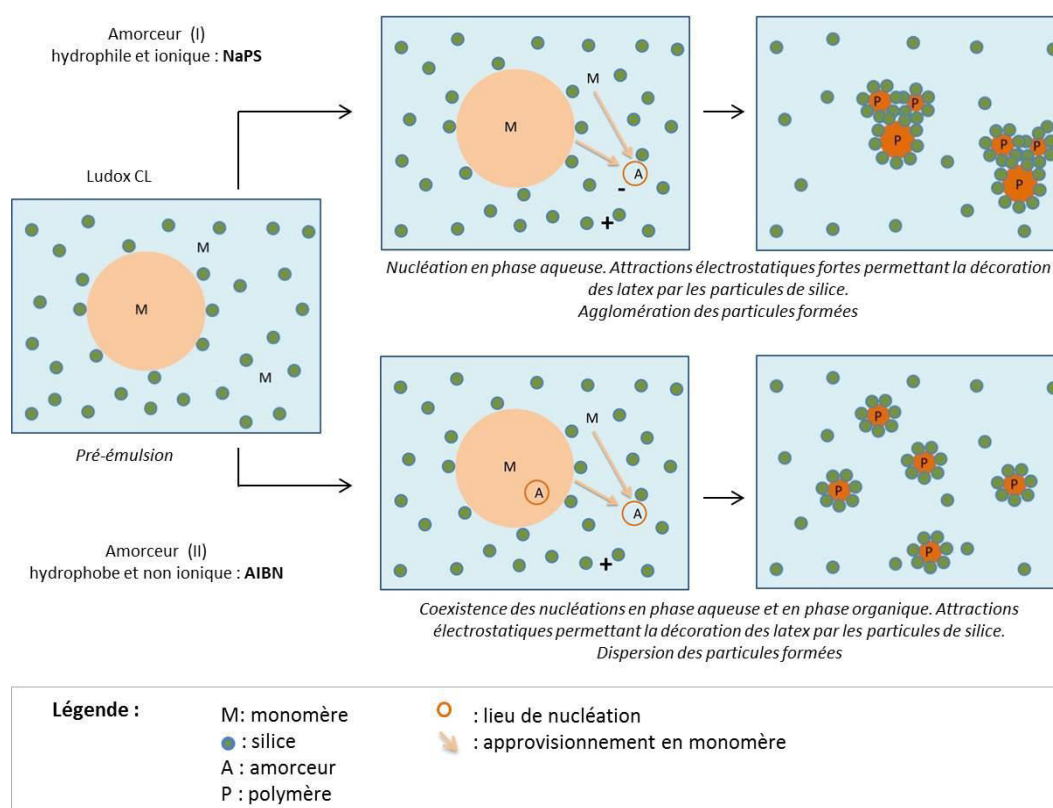 Amorceur (I)
hydrophile et ionique : NaPS
Ludox CL
M
M
M
Pré-émulsion
M
M
A
-
+
P
P
P
P
P
P
Nucléation en phase aqueuse. Attractions électrostatiques fortes permettant la décoration
des latex par les particules de silice.
Agglomération des particules formées
Amorceur (II)
hydrophobe et non ionique : AIBN
M
M
A
A
+
P
P
P
P
P
Coexistence des nucléations en phase aqueuse et en phase organique. Attractions
électrostatiques permettant la décoration des latex par les particules de silice.
Dispersion des particules formées
Légende :
M: monomère
: silice
A : amorceur
P : polymère
: lieu de nucléation
: approvisionnement en monomère